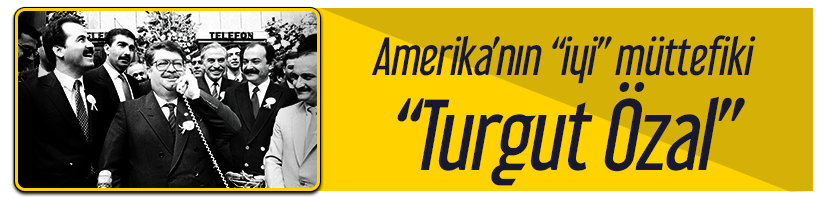 TELEFON
Amerika’nın “iyi” müttefiki
“Turgut Özal”